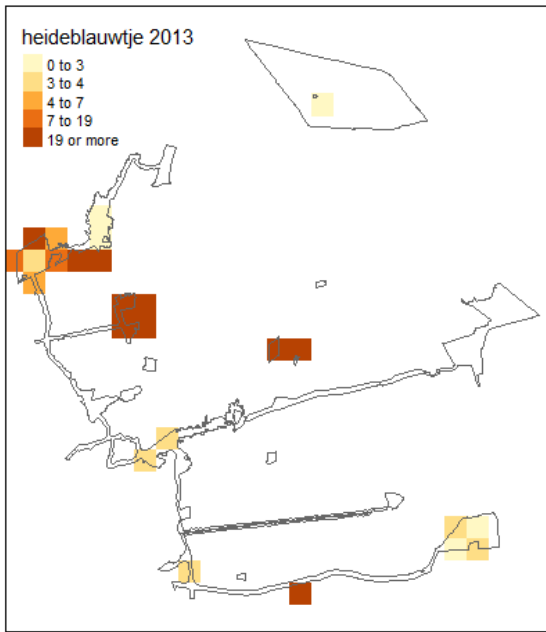 heideblauwtje 2013
0 to 3
3 to 4
4 to 7
7 to 19
19 or more